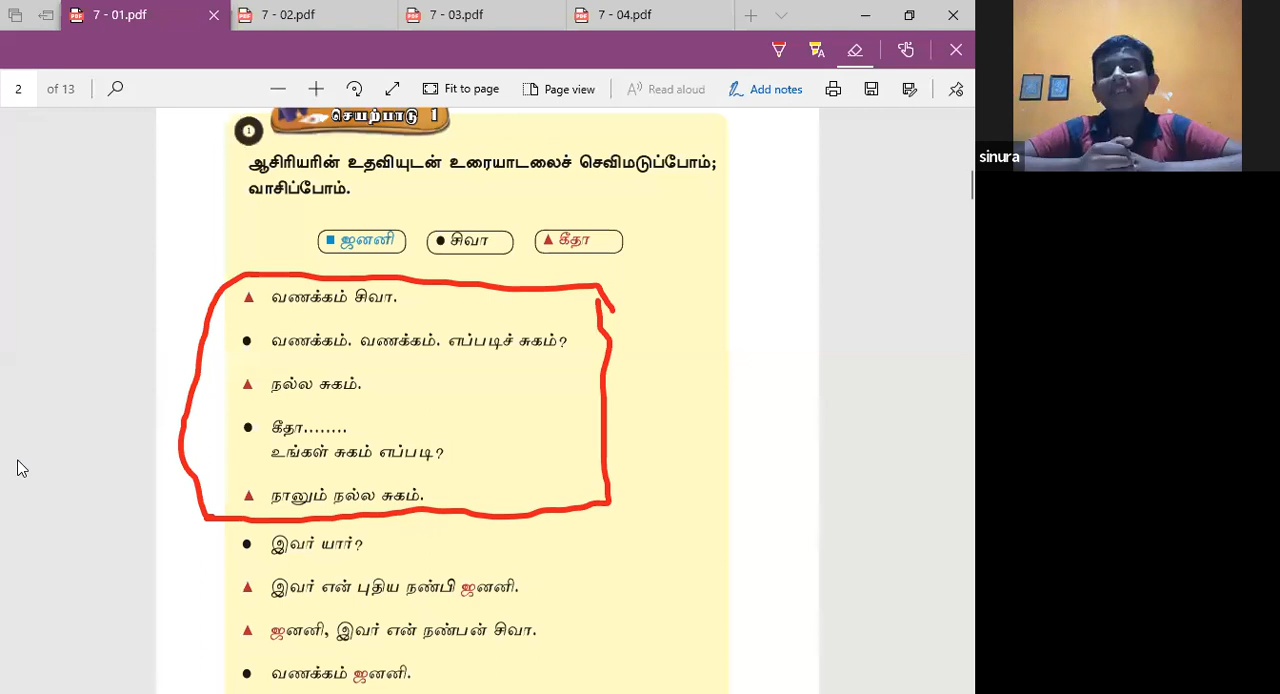 7 - 01.pdf 7 - 02.pdf 7 - 03.pdf 7 - 04.pdf
2 of 13 Fit to page Page view Read aloud Add notes
செயற்பாடு 1
1
ஆசிரியரின் உதவியுடன் உரையாடலைச் செவிமடுப்போம்;
வாசிப்போம்.
ஜனனி சிவா கீதா
வணக்கம் சிவா.
வணக்கம். வணக்கம். எப்படிச் சுகம்?
நல்ல சுகம்.
கீதா........
உங்கள் சுகம் எப்படி?
நானும் நல்ல சுகம்.
இவர் யார்?
இவர் என் புதிய நண்பி ஜனனி.
ஜனனி, இவர் என் நண்பன் சிவா.
வணக்கம் ஜனனி.
sinura